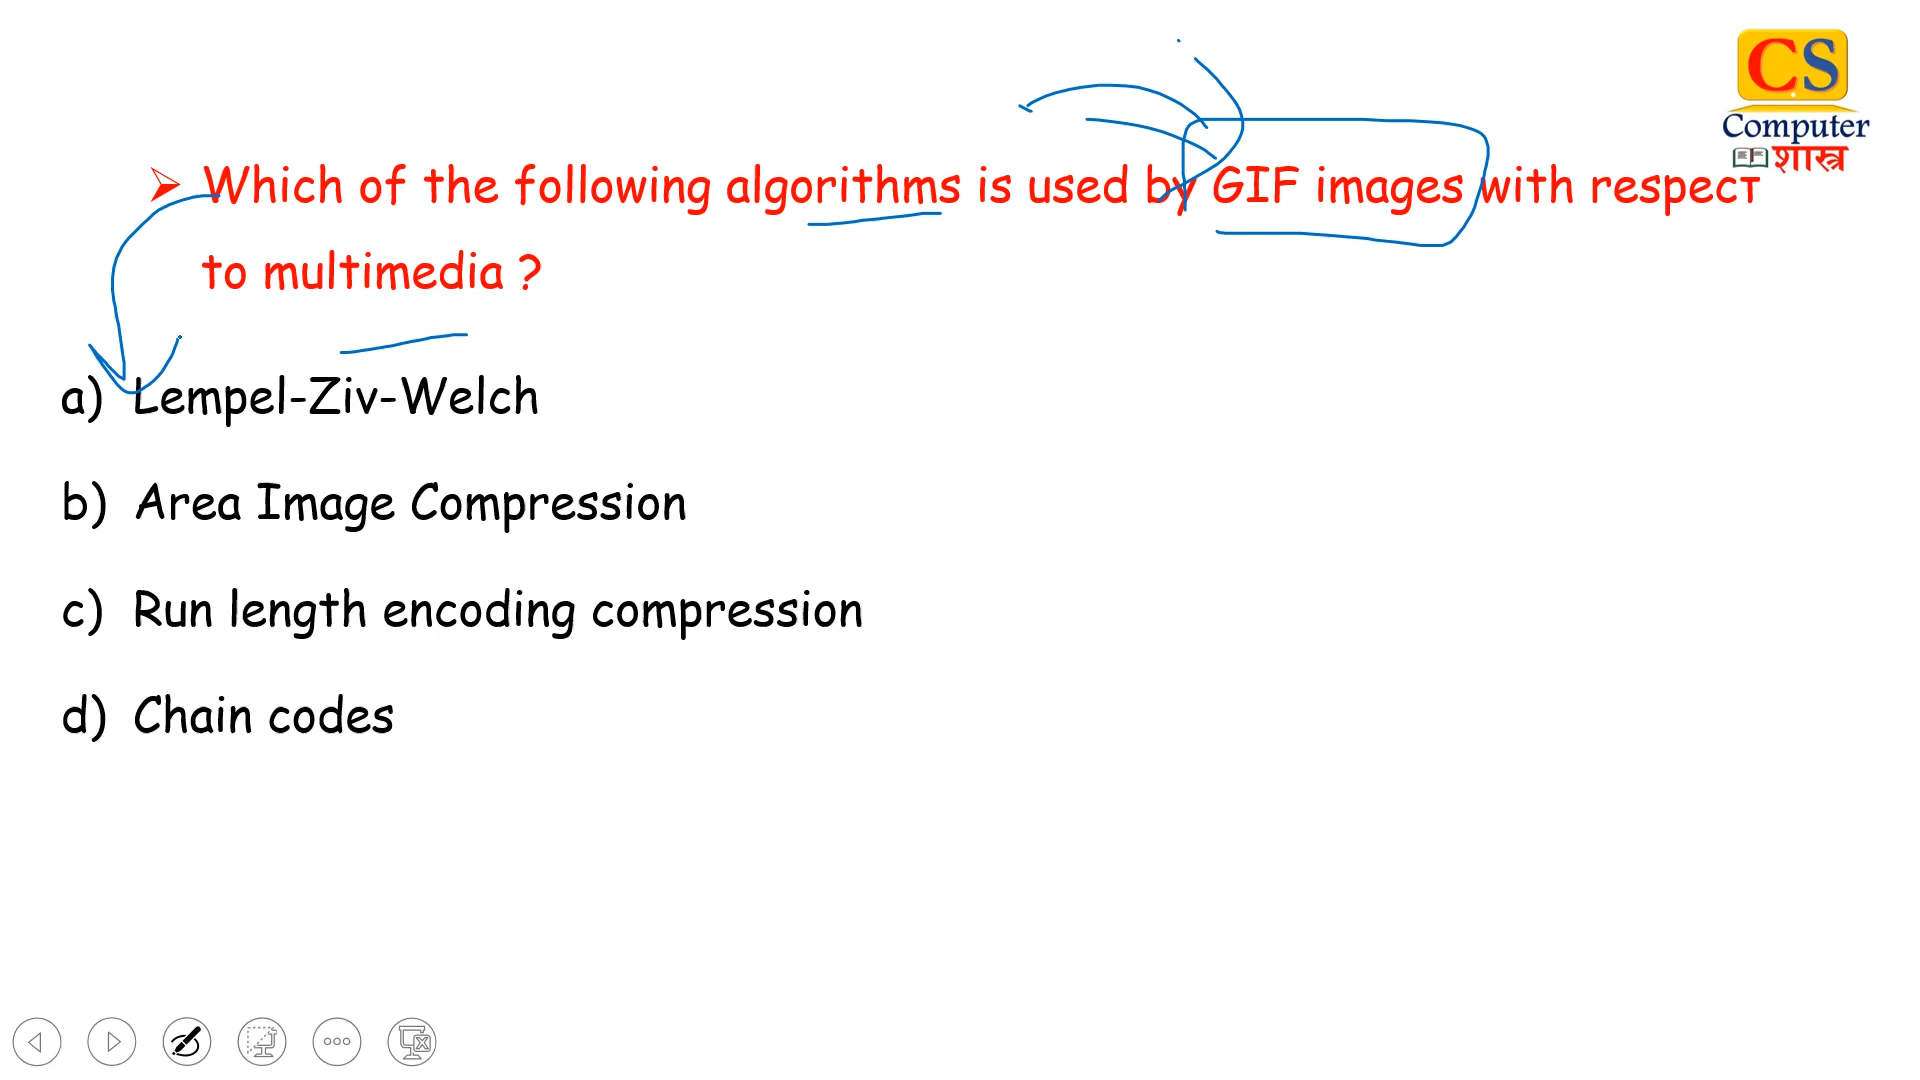 CS
Computer
शास्त्र
➢ Which of the following algorithms is used by GIF images with respect
to multimedia ?
a) Lempel-Ziv-Welch
b) Area Image Compression
c) Run length encoding compression
d) Chain codes